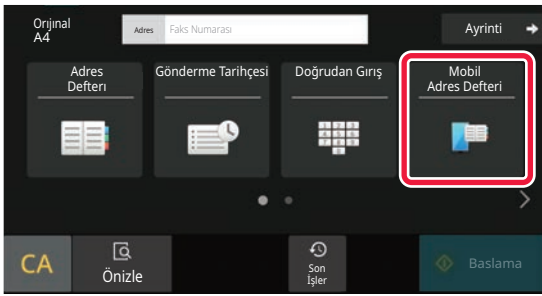 Orijinal
A4
Adres Faks Numarası
Ayrinti
Adres
Defteri
Gönderme Tarihçesi
Doğrudan Giriş
Mobil
Adres Defteri
CA
Önizle
Son
İşler
Baslama